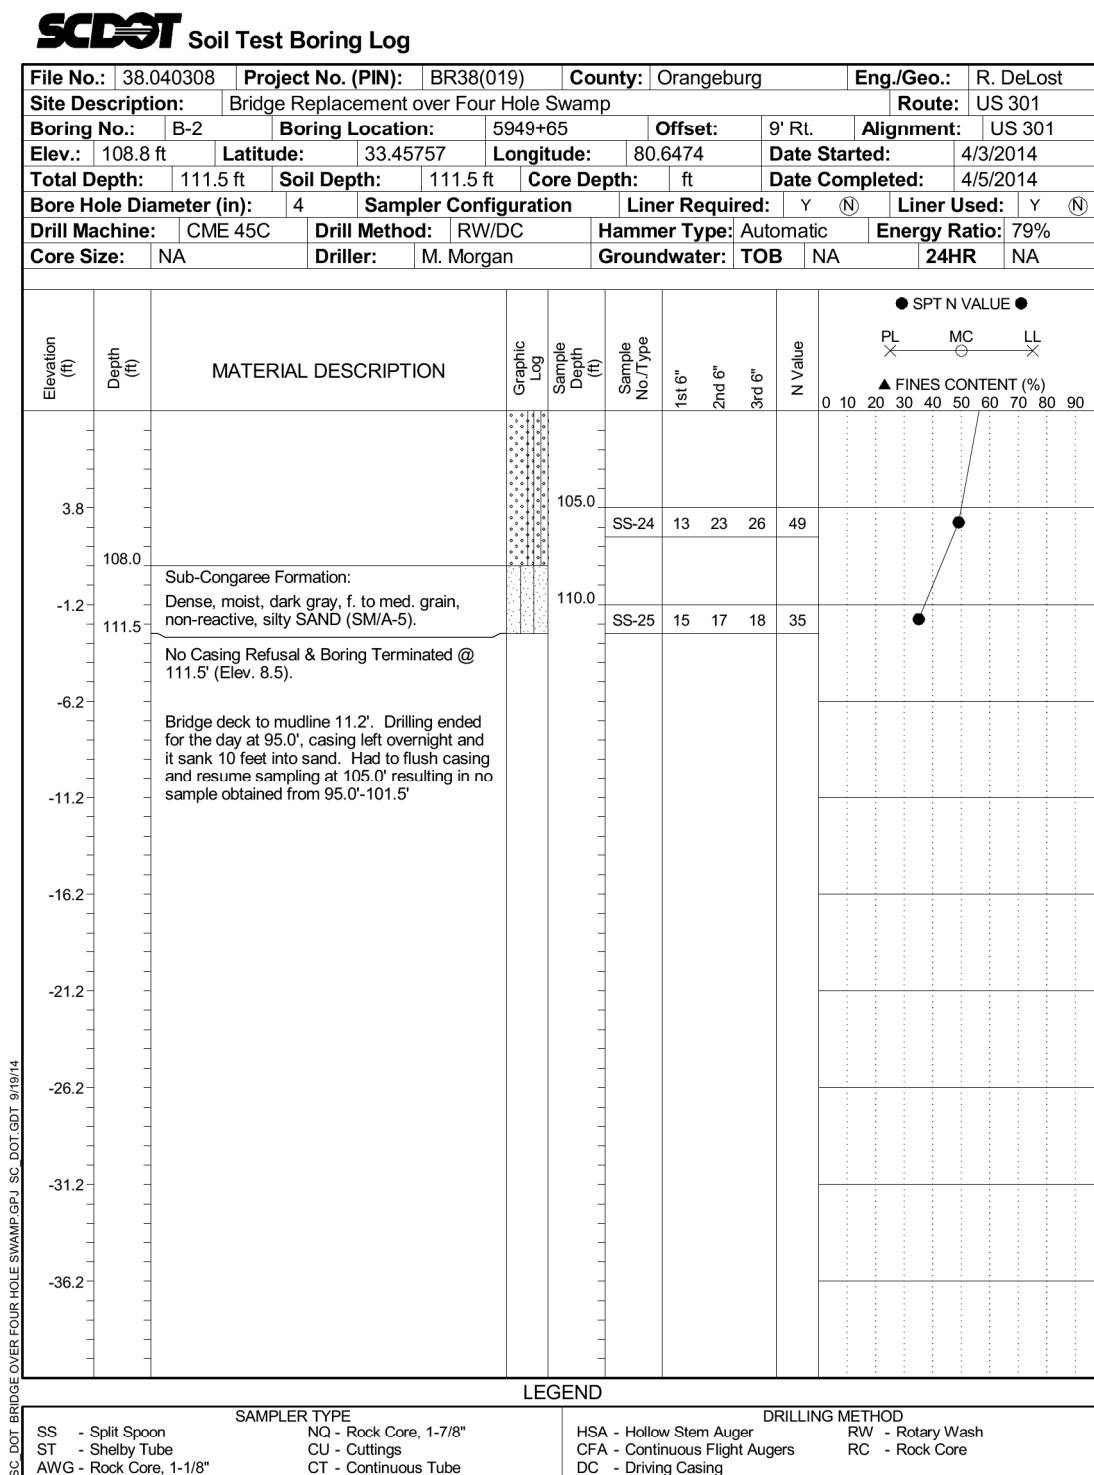 SCDOT Soil Test Boring Log
File No.: 38.040308 Project No. (PIN): BR38(019) County: Orangeburg Eng./Geo.: R. DeLost
Site Description: Bridge Replacement over Four Hole Swamp Route: US 301
Boring No.: B-2 Boring Location: 5949+65 Offset: 9' Rt. Alignment: US 301
Elev.: 108.8 ft Latitude: 33.45757 Longitude: 80.6474 Date Started: 4/3/2014
Total Depth: 111.5 ft Soil Depth: 111.5 ft Core Depth: ft Date Completed: 4/5/2014
Bore Hole Diameter (in): 4 Sampler Configuration Liner Required: Y Ⓝ Liner Used: Y Ⓝ
Drill Machine: CME 45C Drill Method: RW/DC Hammer Type: Automatic Energy Ratio: 79%
Core Size: NA Driller: M. Morgan Groundwater: TOB NA 24HR NA
Elevation (ft) Depth (ft) MATERIAL DESCRIPTION Graphic Log Sample Depth (ft) Sample No./Type 1st 6" 2nd 6" 3rd 6" N Value
● SPT N VALUE ●
PL MC LL
▲ FINES CONTENT (%)
0 10 20 30 40 50 60 70 80 90
105.0
3.8
SS-24 13 23 26 49
108.0
Sub-Congaree Formation:
110.0
-1.2 Dense, moist, dark gray, f. to med. grain,
non-reactive, silty SAND (SM/A-5).
SS-25 15 17 18 35
111.5
No Casing Refusal & Boring Terminated @
111.5' (Elev. 8.5).
-6.2
Bridge deck to mudline 11.2'. Drilling ended
for the day at 95.0', casing left overnight and
it sank 10 feet into sand. Had to flush casing
and resume sampling at 105.0' resulting in no
sample obtained from 95.0'-101.5'
-11.2
-16.2
-21.2
-26.2
-31.2
-36.2
SC_DOT BRIDGE OVER FOUR HOLE SWAMP.GPJ SC_DOT.GDT 9/19/14
LEGEND
SAMPLER TYPE DRILLING METHOD
SS - Split Spoon NQ - Rock Core, 1-7/8" HSA - Hollow Stem Auger RW - Rotary Wash
ST - Shelby Tube CU - Cuttings CFA - Continuous Flight Augers RC - Rock Core
AWG - Rock Core, 1-1/8" CT - Continuous Tube DC - Driving Casing